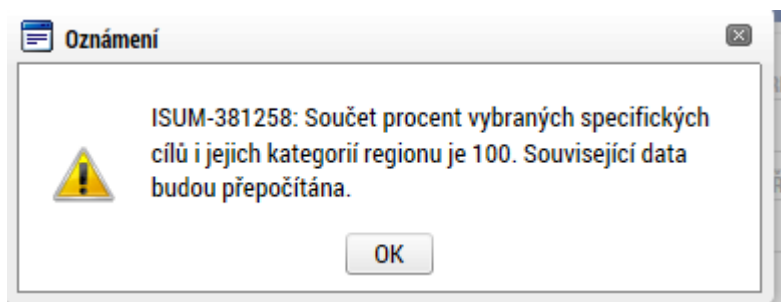 Oznámení
ISUM-381258: Součet procent vybraných specifických
cílů i jejich kategorií regionu je 100. Související data
budou přepočítána.
OK